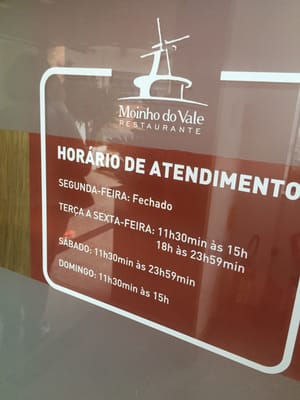 Moinho do Vale
RESTAURANTE
HORÁRIO DE ATENDIMENTO
SEGUNDA-FEIRA: Fechado
TERÇA À SEXTA-FEIRA: 11h30min às 15h
18h às 23h59min
SÁBADO: 11h30min às 23h59min
DOMINGO: 11h30min às 15h